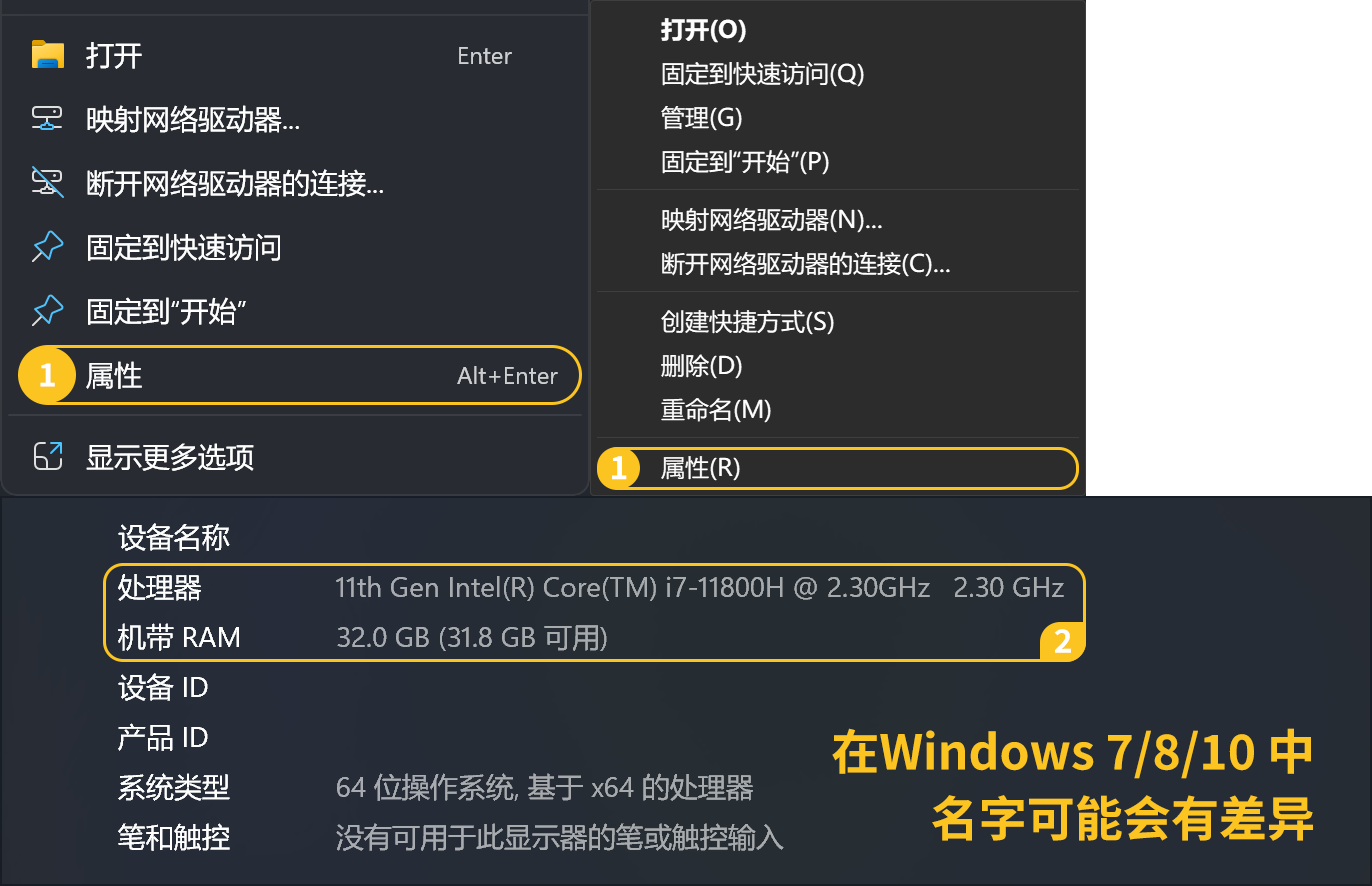 打开 Enter
映射网络驱动器...
断开网络驱动器的连接...
固定到快速访问
固定到“开始”
1 属性 Alt+Enter
显示更多选项
打开(O)
固定到快速访问(Q)
管理(G)
固定到“开始”(P)
映射网络驱动器(N)...
断开网络驱动器的连接(C)...
创建快捷方式(S)
删除(D)
重命名(M)
1 属性(R)
设备名称
处理器 11th Gen Intel(R) Core(TM) i7-11800H @ 2.30GHz 2.30 GHz
机带 RAM 32.0 GB (31.8 GB 可用)
2
设备 ID
产品 ID
系统类型 64 位操作系统, 基于 x64 的处理器
笔和触控 没有可用于此显示器的笔或触控输入
在Windows 7/8/10 中
名字可能会有差异